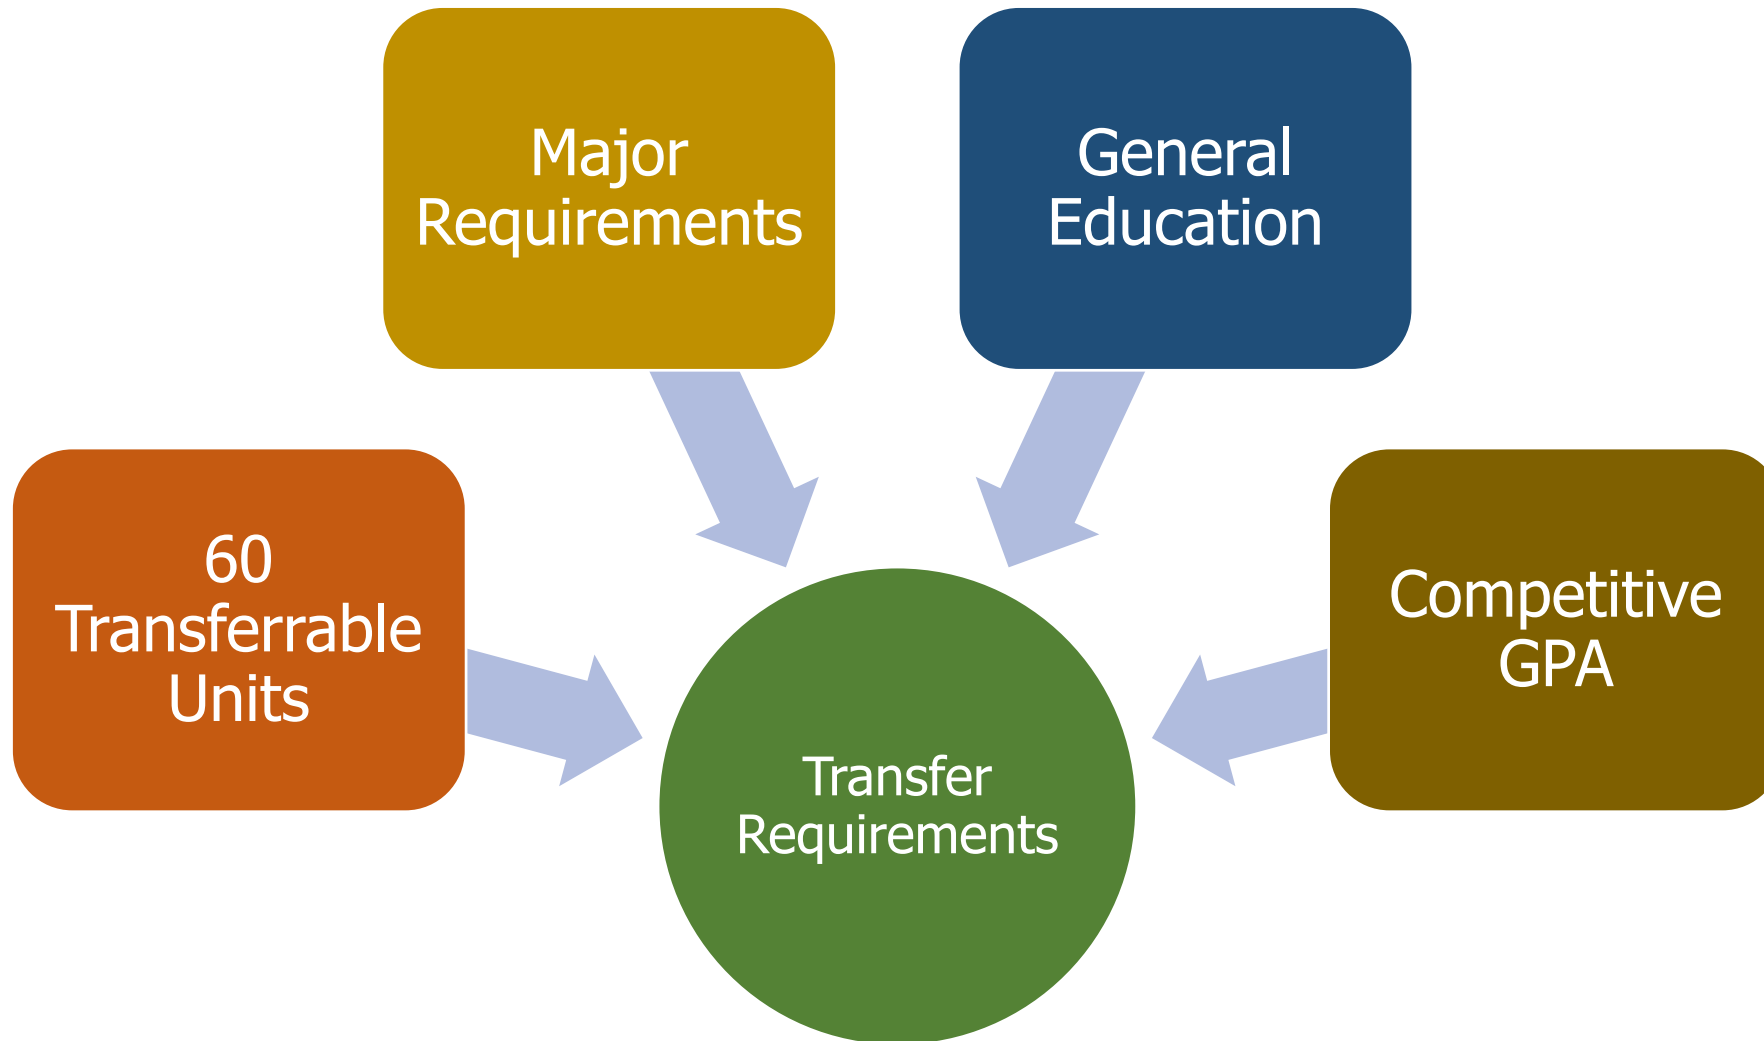 Major
Requirements
General
Education
60
Transferrable
Units
Competitive
GPA
Transfer
Requirements